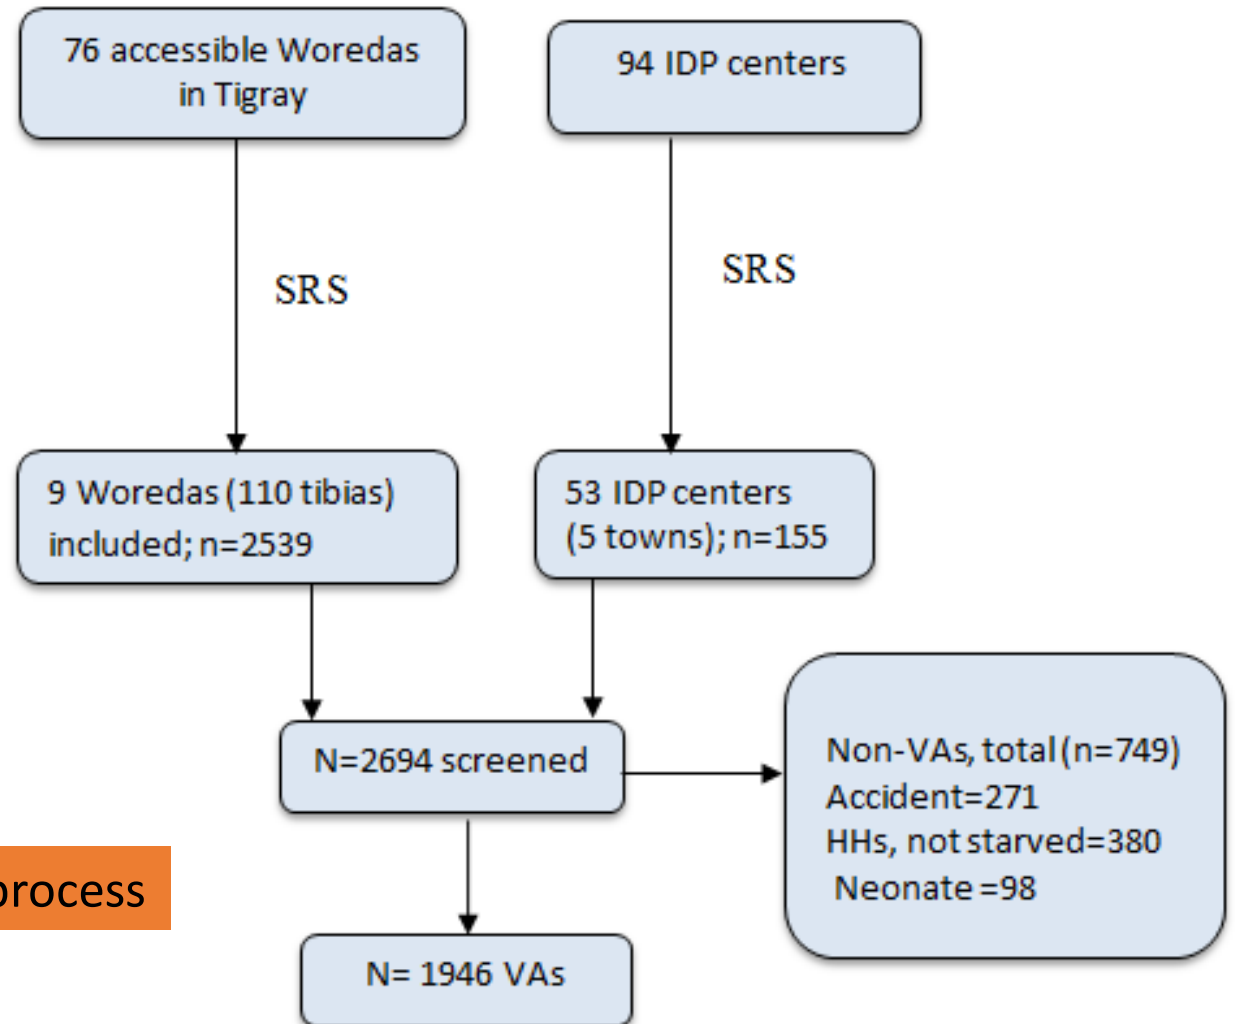 76 accessible Woredas
in Tigray
94 IDP centers
SRS
SRS
9 Woredas (110 tibias)
included; n=2539
53 IDP centers
(5 towns); n=155
N=2694 screened
Non-VAs, total (n=749)
Accident=271
HHs, not starved=380
Neonate =98
process
N= 1946 VAs